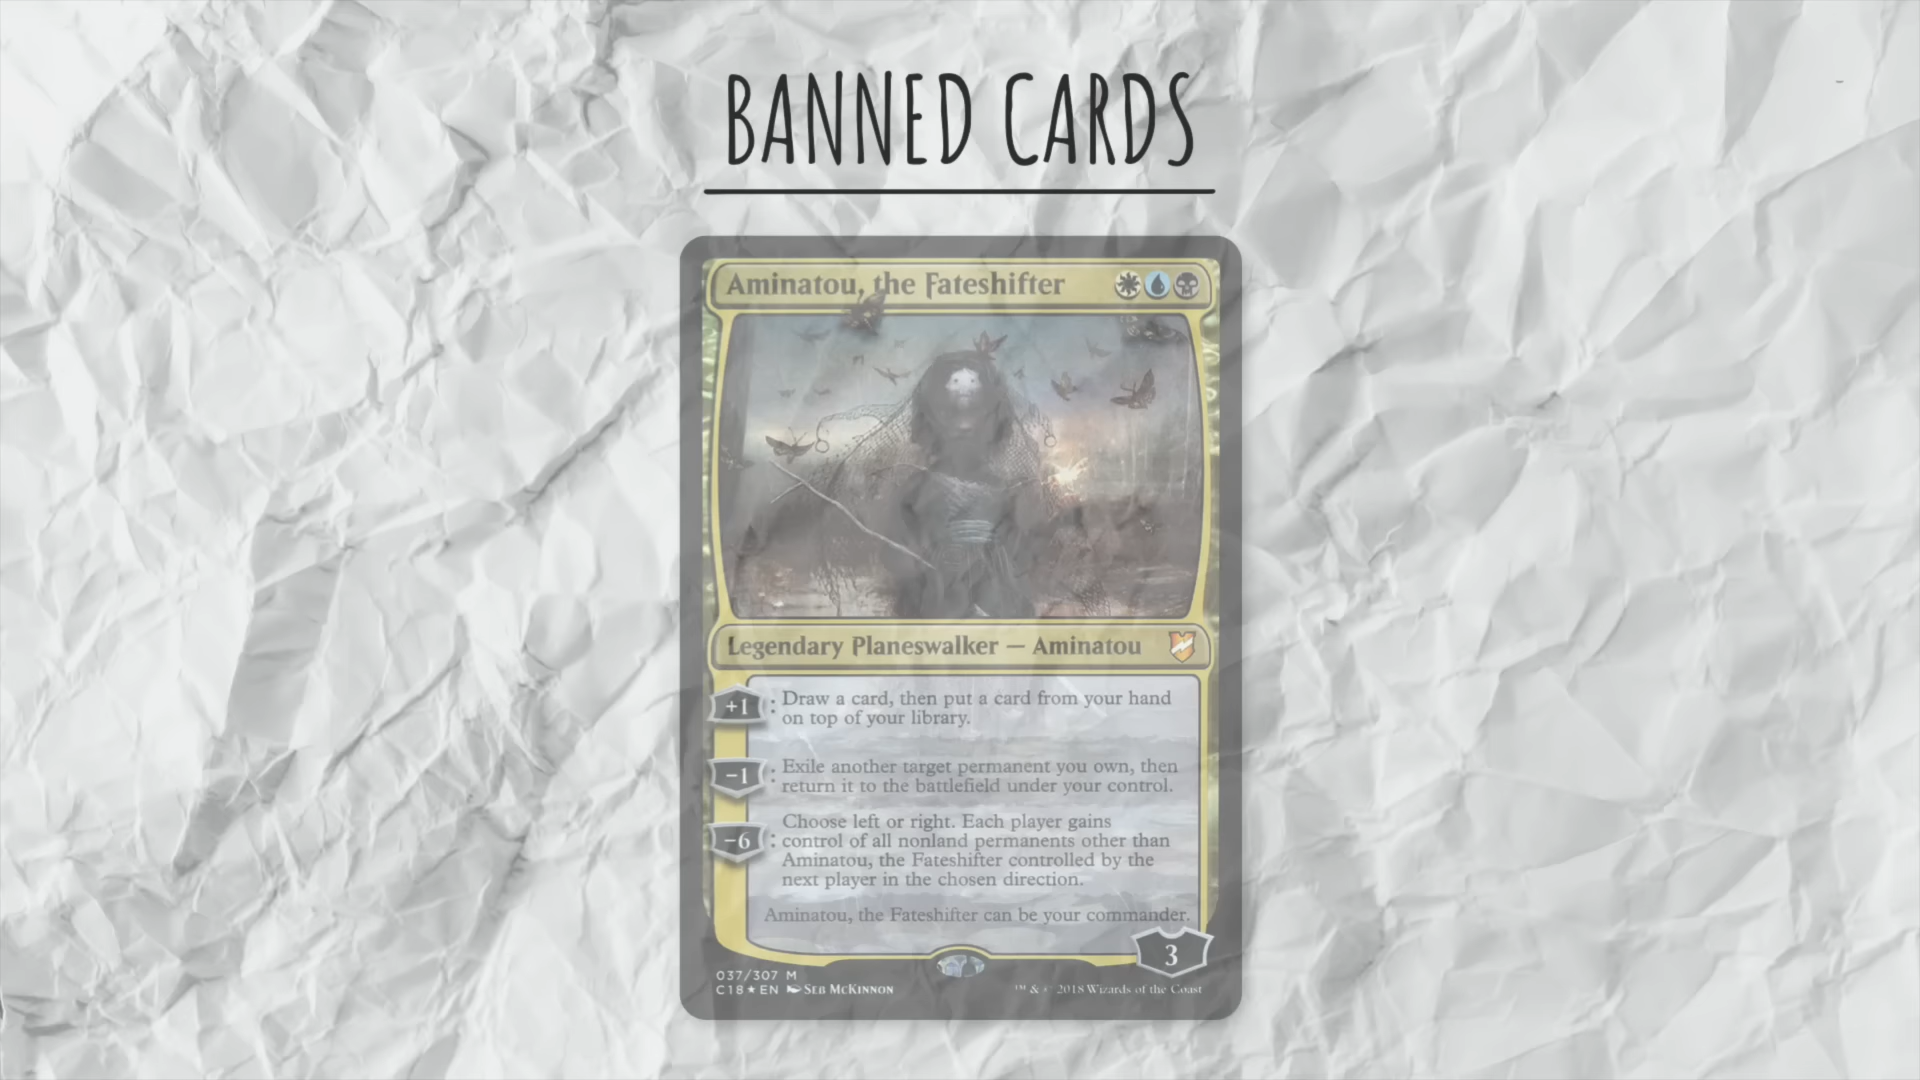 BANNED CARDS
Aminatou, the Fateshifter
Legendary Planeswalker — Aminatou
+1 : Draw a card, then put a card from your hand
on top of your library.
−1 : Exile another target permanent you own, then
return it to the battlefield under your control.
Choose left or right. Each player gains
−6 : control of all nonland permanents other than
Aminatou, the Fateshifter controlled by the
next player in the chosen direction.
Aminatou, the Fateshifter can be your commander.
3
037/307 M
C18★EN Seb McKinnon
™ & © 2018 Wizards of the Coast